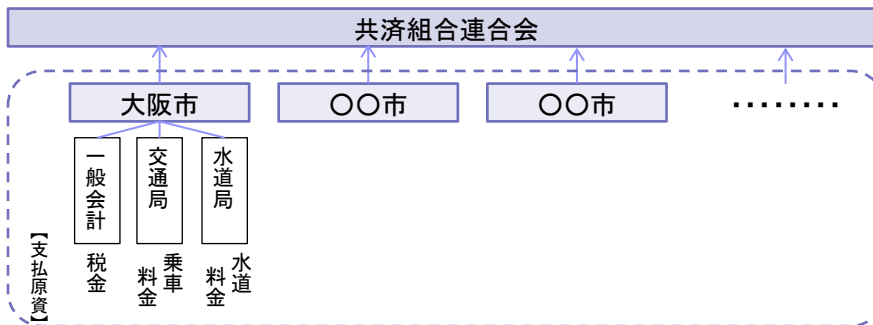 共済組合連合会
大阪市
〇〇市
〇〇市
・・・・・・・・
一般会計
交通局
水道局
【支払原資】
税金
乗車
料金
水道
料金